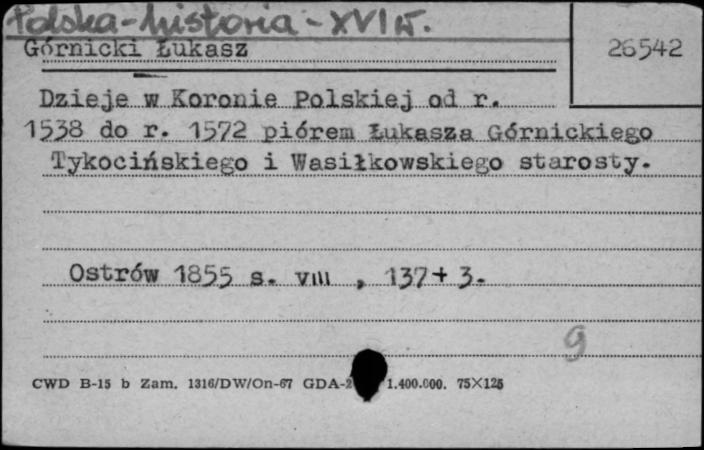 Polska-historia-XVI w.
Górnicki Łukasz
26542
Dzieje w Koronie Polskiej od r.
1538 do r. 1572 piórem Łukasza Górnickiego
Tykocińskiego i Wasiłkowskiego starosty.
Ostrów 1855 s. VIII , 137+ 3.
9
CWD B-15 b Zam. 1316/DW/On-67 GDA-2 1.400.000. 75X125